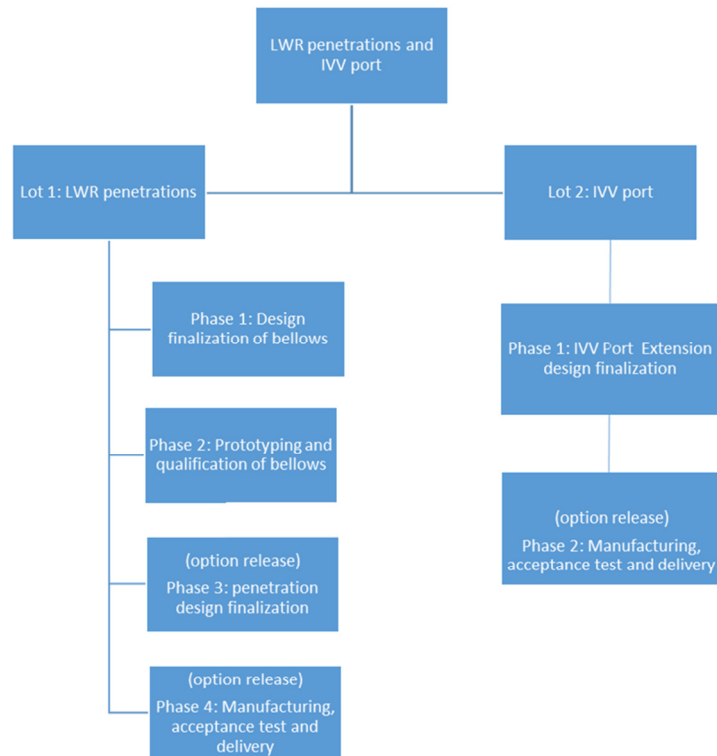 LWR penetrations and
IVV port
Lot 1: LWR penetrations
Lot 2: IVV port
Phase 1: Design
finalization of bellows
Phase 2: Prototyping and
qualification of bellows
(option release)
Phase 3: penetration
design finalization
(option release)
Phase 4: Manufacturing,
acceptance test and
delivery
Phase 1: IVV Port Extension
design finalization
(option release)
Phase 2: Manufacturing,
acceptance test and delivery